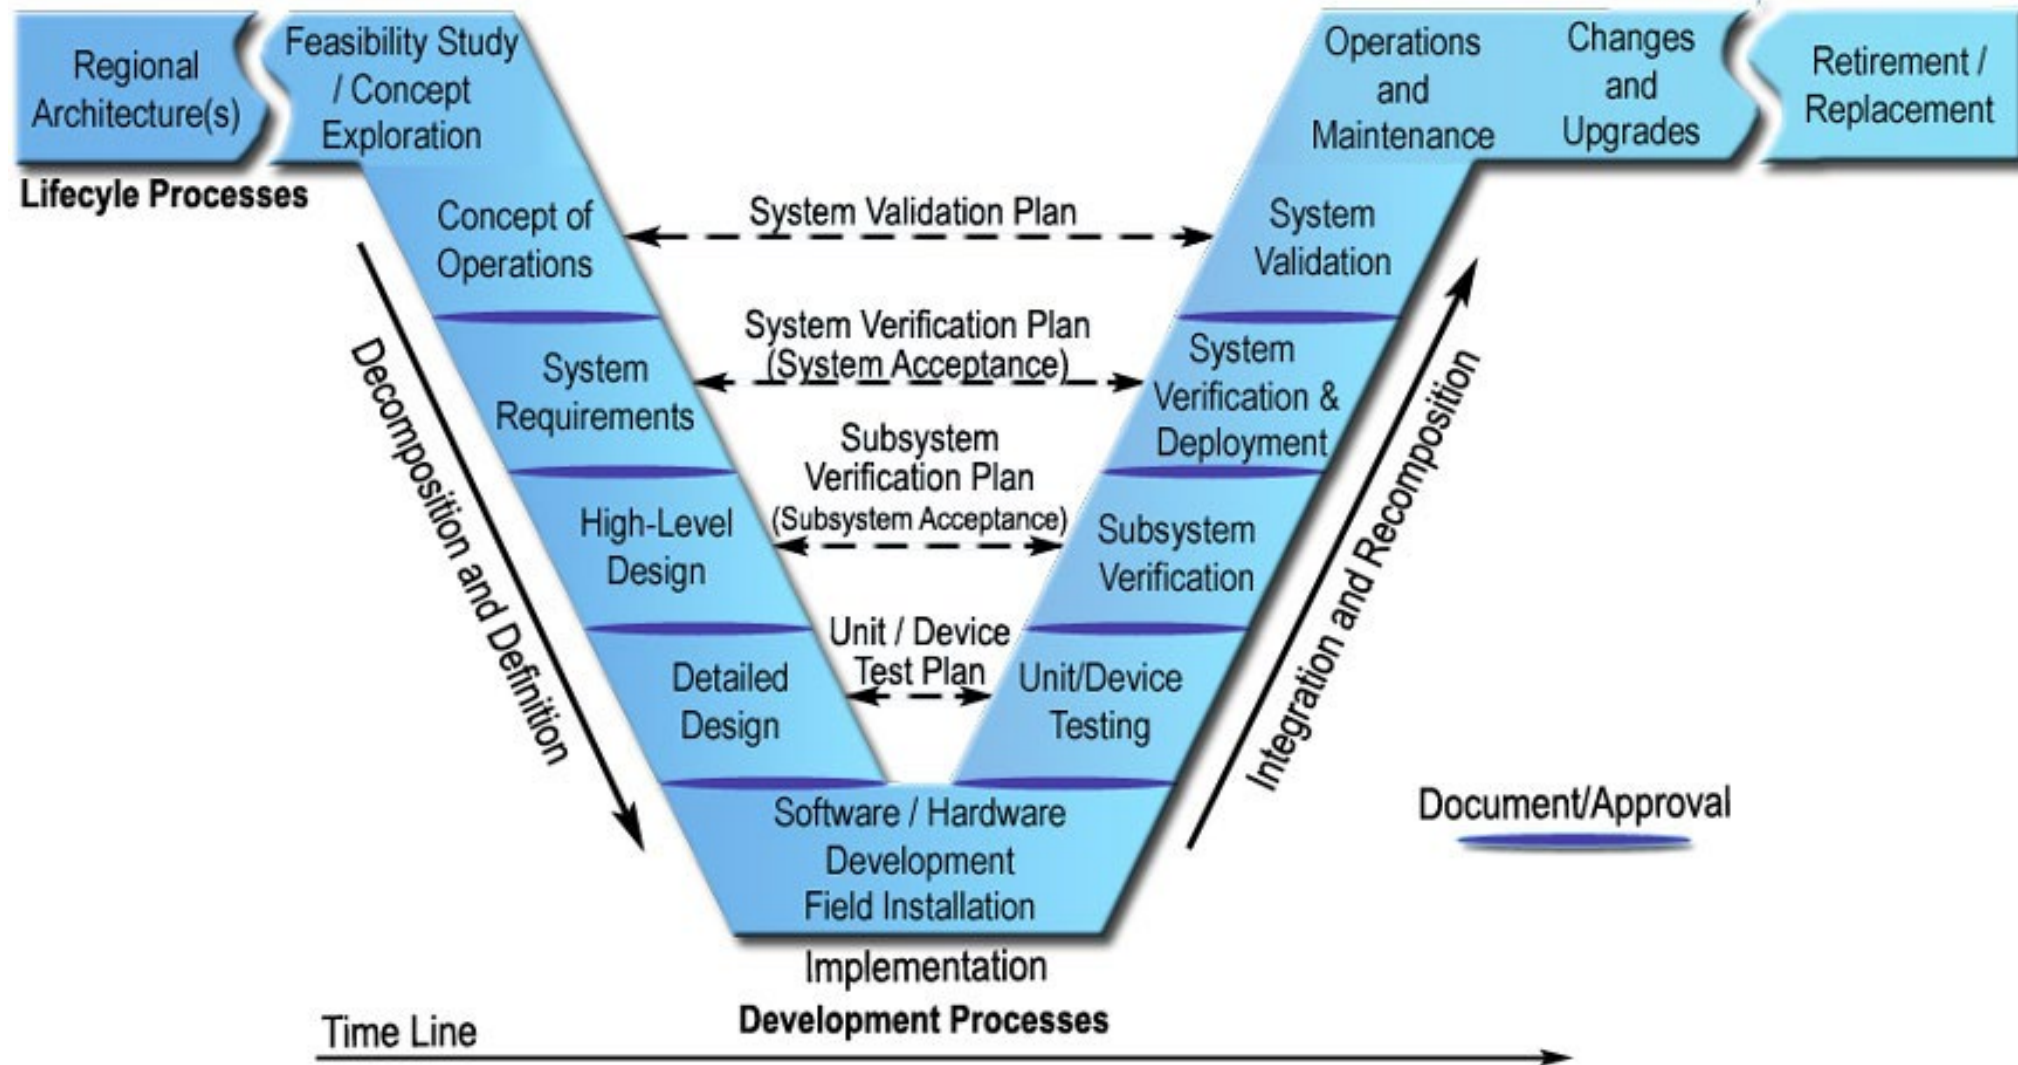 Regional
Architecture(s)
Feasibility Study
/ Concept
Exploration
Operations
and
Maintenance
Changes
and
Upgrades
Retirement /
Replacement
Lifecyle Processes
Concept of
Operations
System Validation Plan
System
Validation
System
Requirements
System Verification Plan
(System Acceptance)
System
Verification &
Deployment
High-Level
Design
Subsystem
Verification Plan
(Subsystem Acceptance)
Subsystem
Verification
Detailed
Design
Unit / Device
Test Plan
Unit/Device
Testing
Decomposition and Definition
Integration and Recomposition
Software / Hardware
Development
Field Installation
Document/Approval
Implementation
Development Processes
Time Line